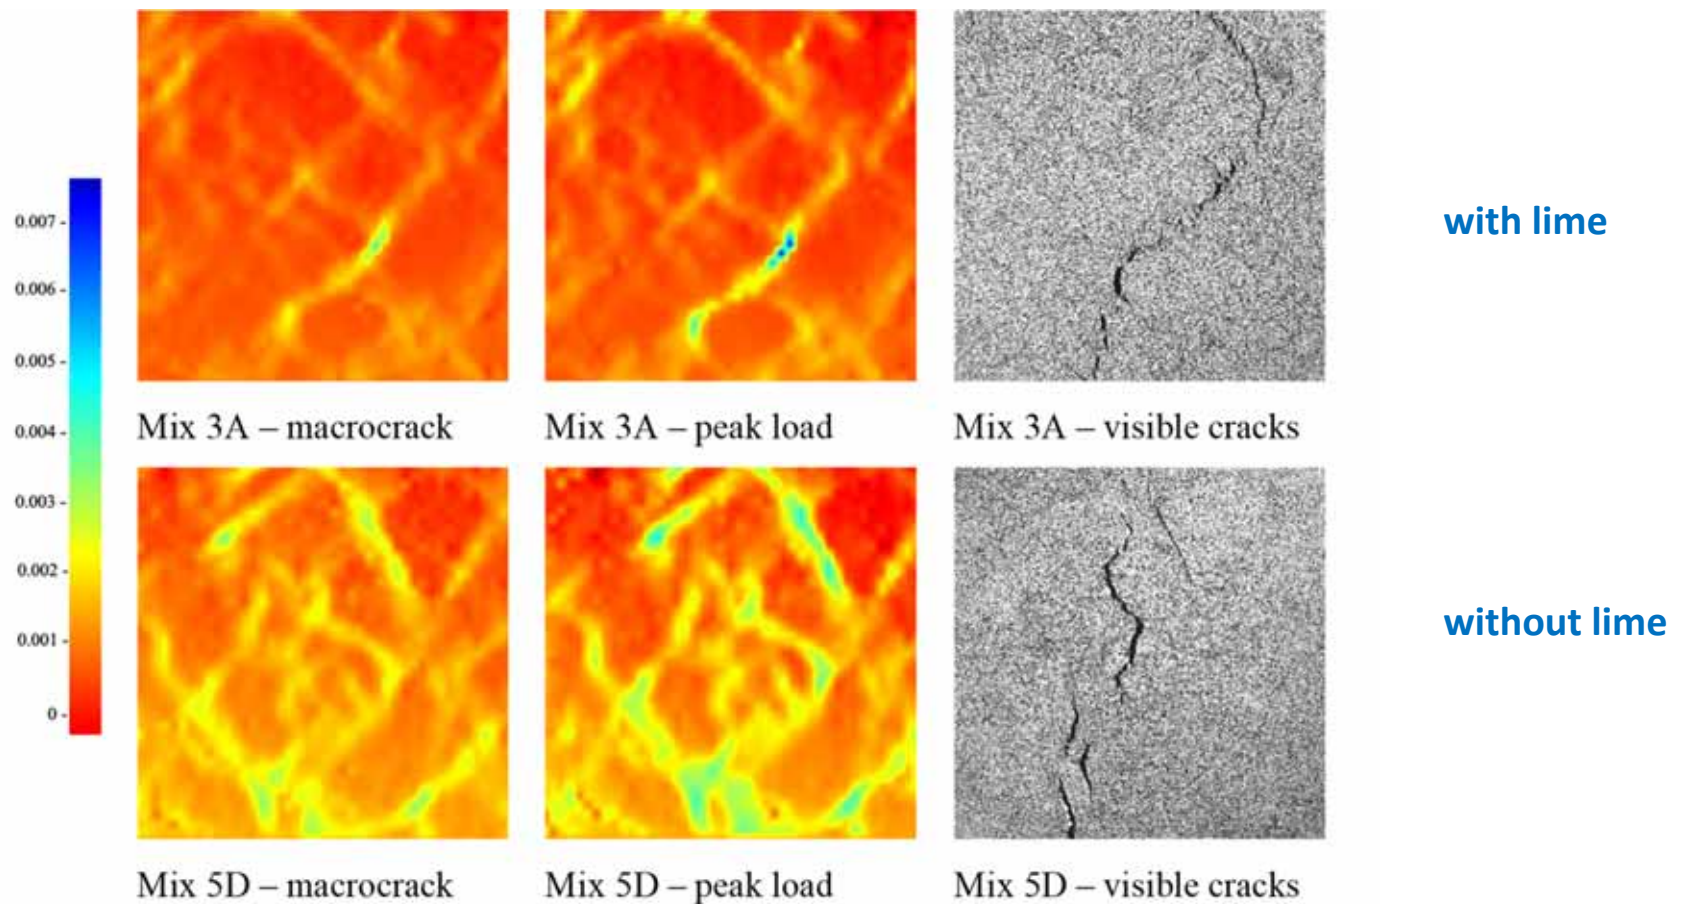 with lime
0.007 -
0.006 -
0.005 -
0.004 -
0.003 -
0.002 -
0.001 -
0 -
Mix 3A – macrocrack
Mix 3A – peak load
Mix 3A – visible cracks
without lime
Mix 5D – macrocrack
Mix 5D – peak load
Mix 5D – visible cracks